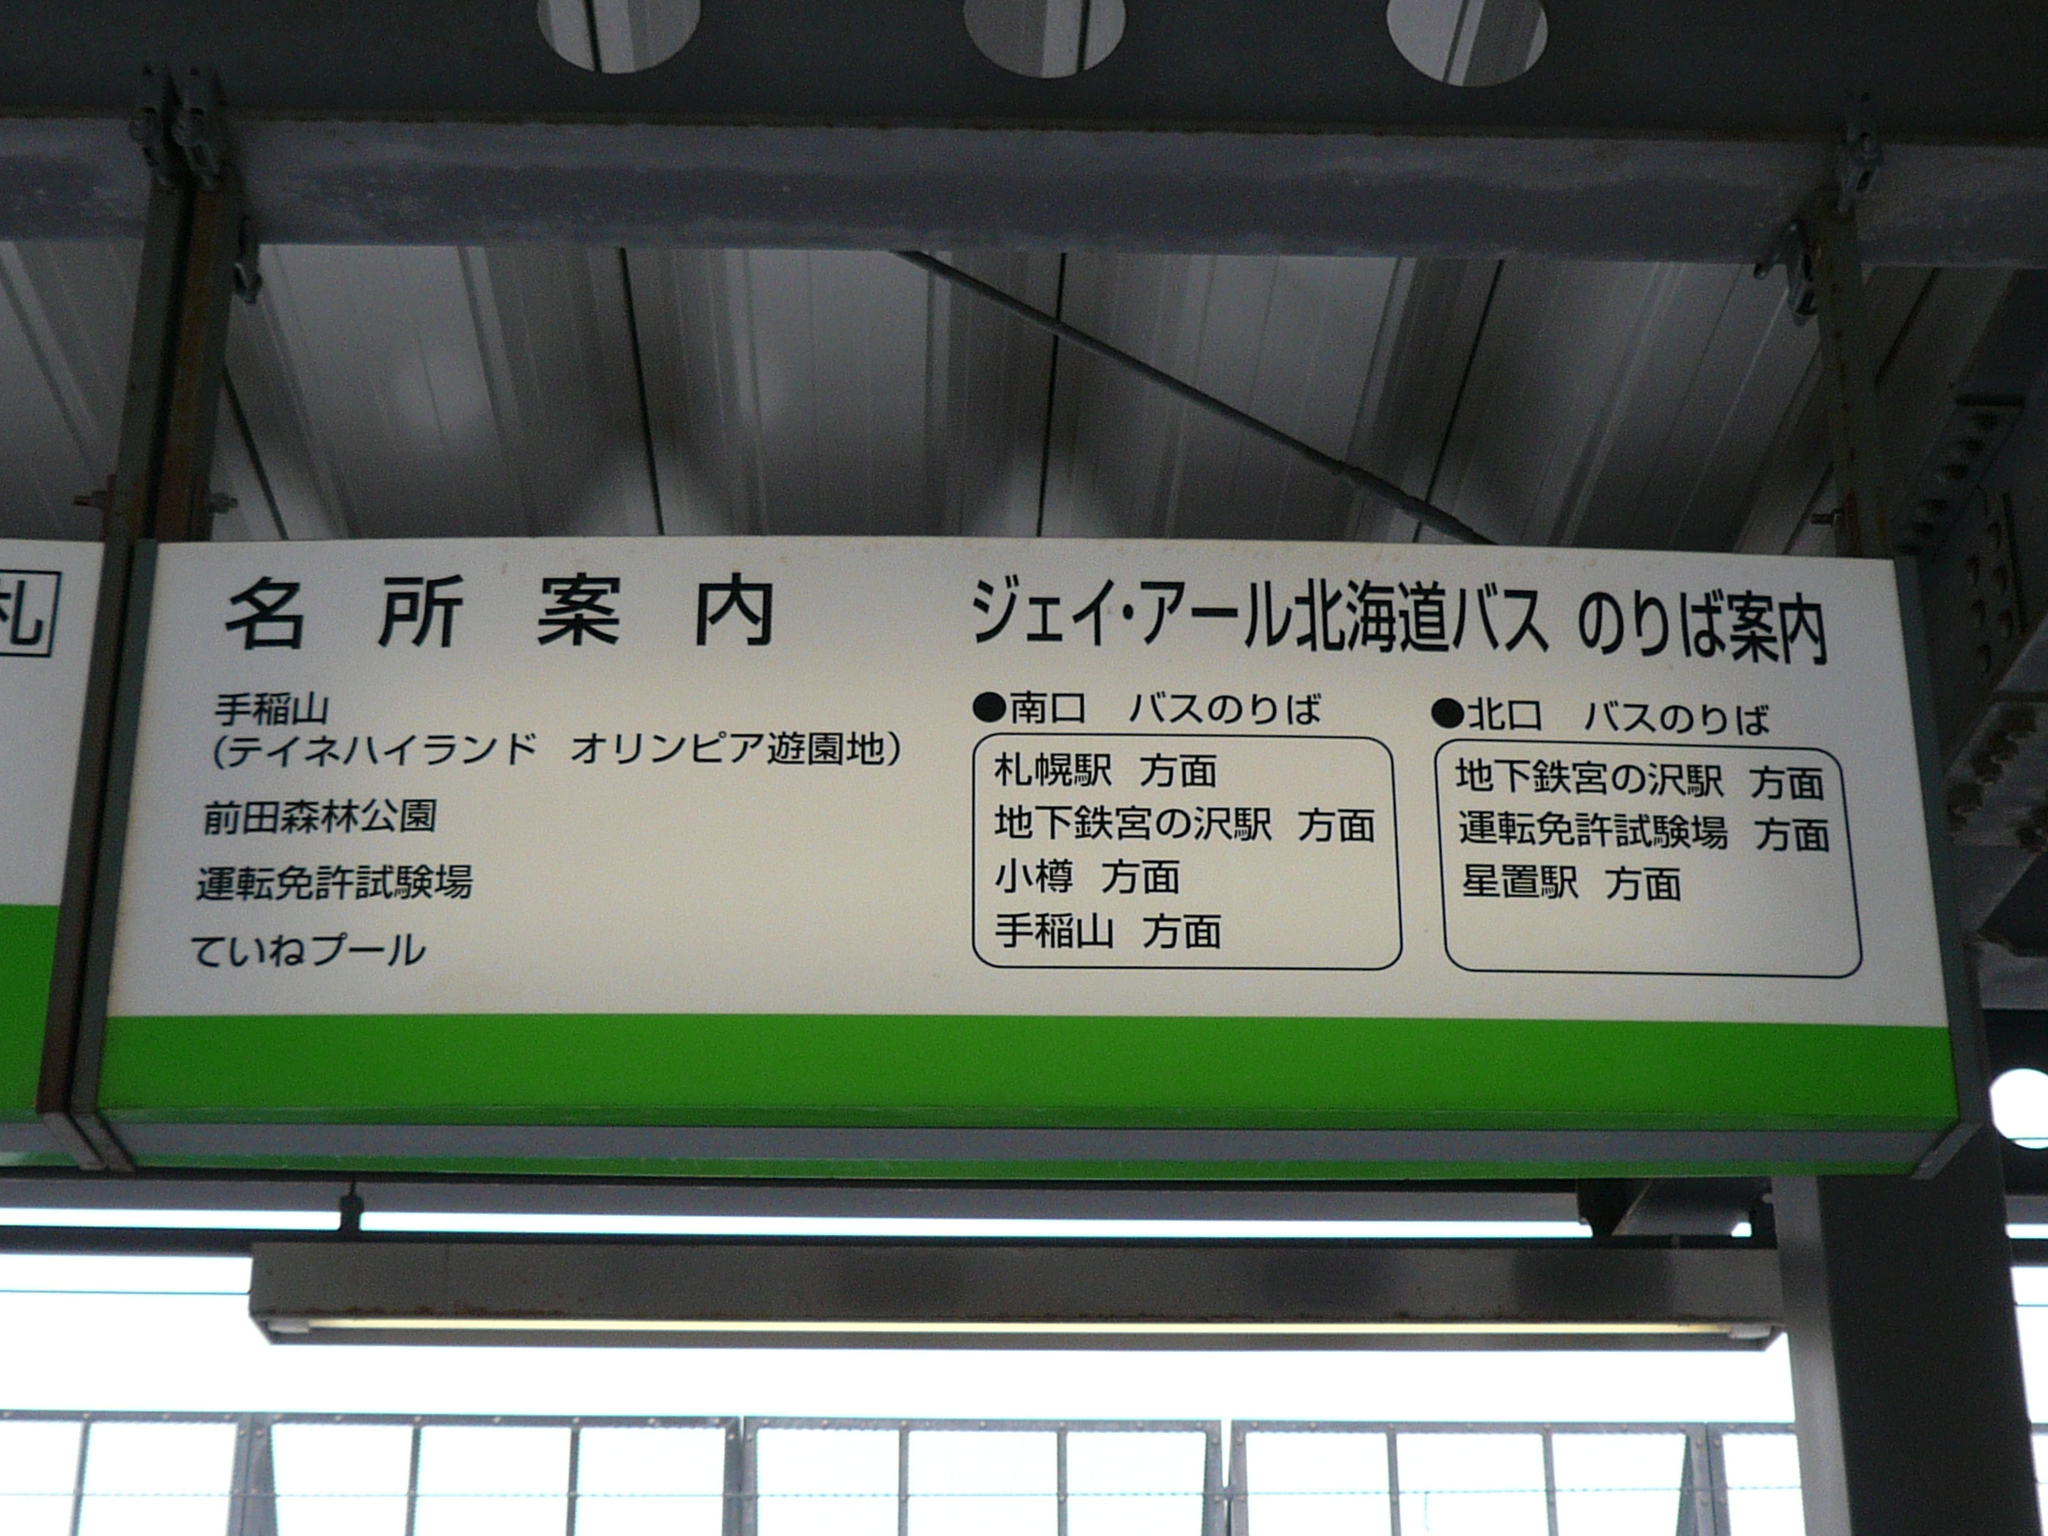 札
名所案内
手稲山
（テイネハイランド　オリンピア遊園地）
前田森林公園
運転免許試験場
ていねプール
ジェイ・アール北海道バス のりば案内
●南口　バスのりば
札幌駅　方面
地下鉄宮の沢駅　方面
小樽　方面
手稲山　方面
●北口　バスのりば
地下鉄宮の沢駅　方面
運転免許試験場　方面
星置駅　方面